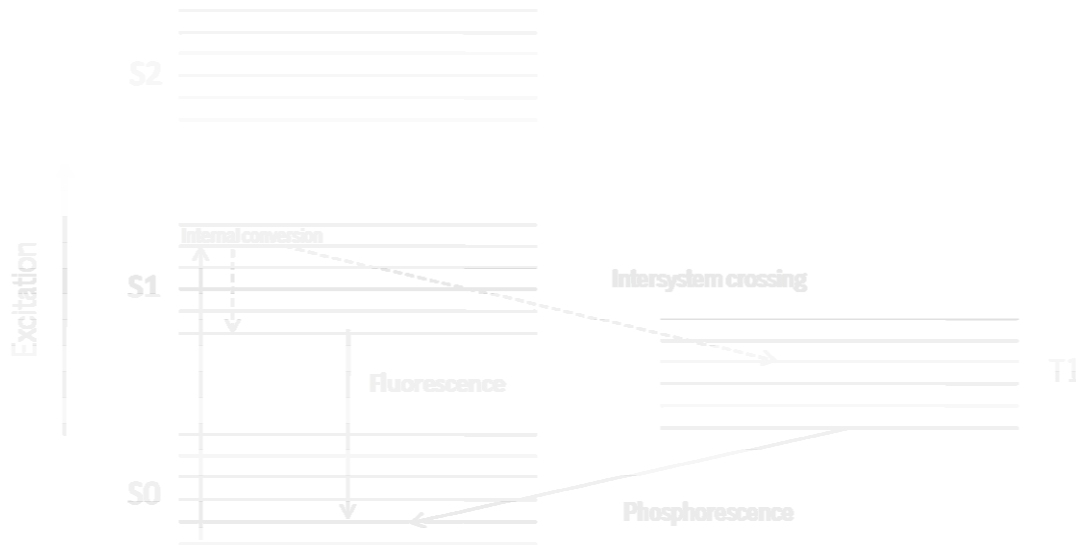 S2
Internal conversion
Excitation
S1
Intersystem crossing
T1
Fluorescence
S0
Phosphorescence